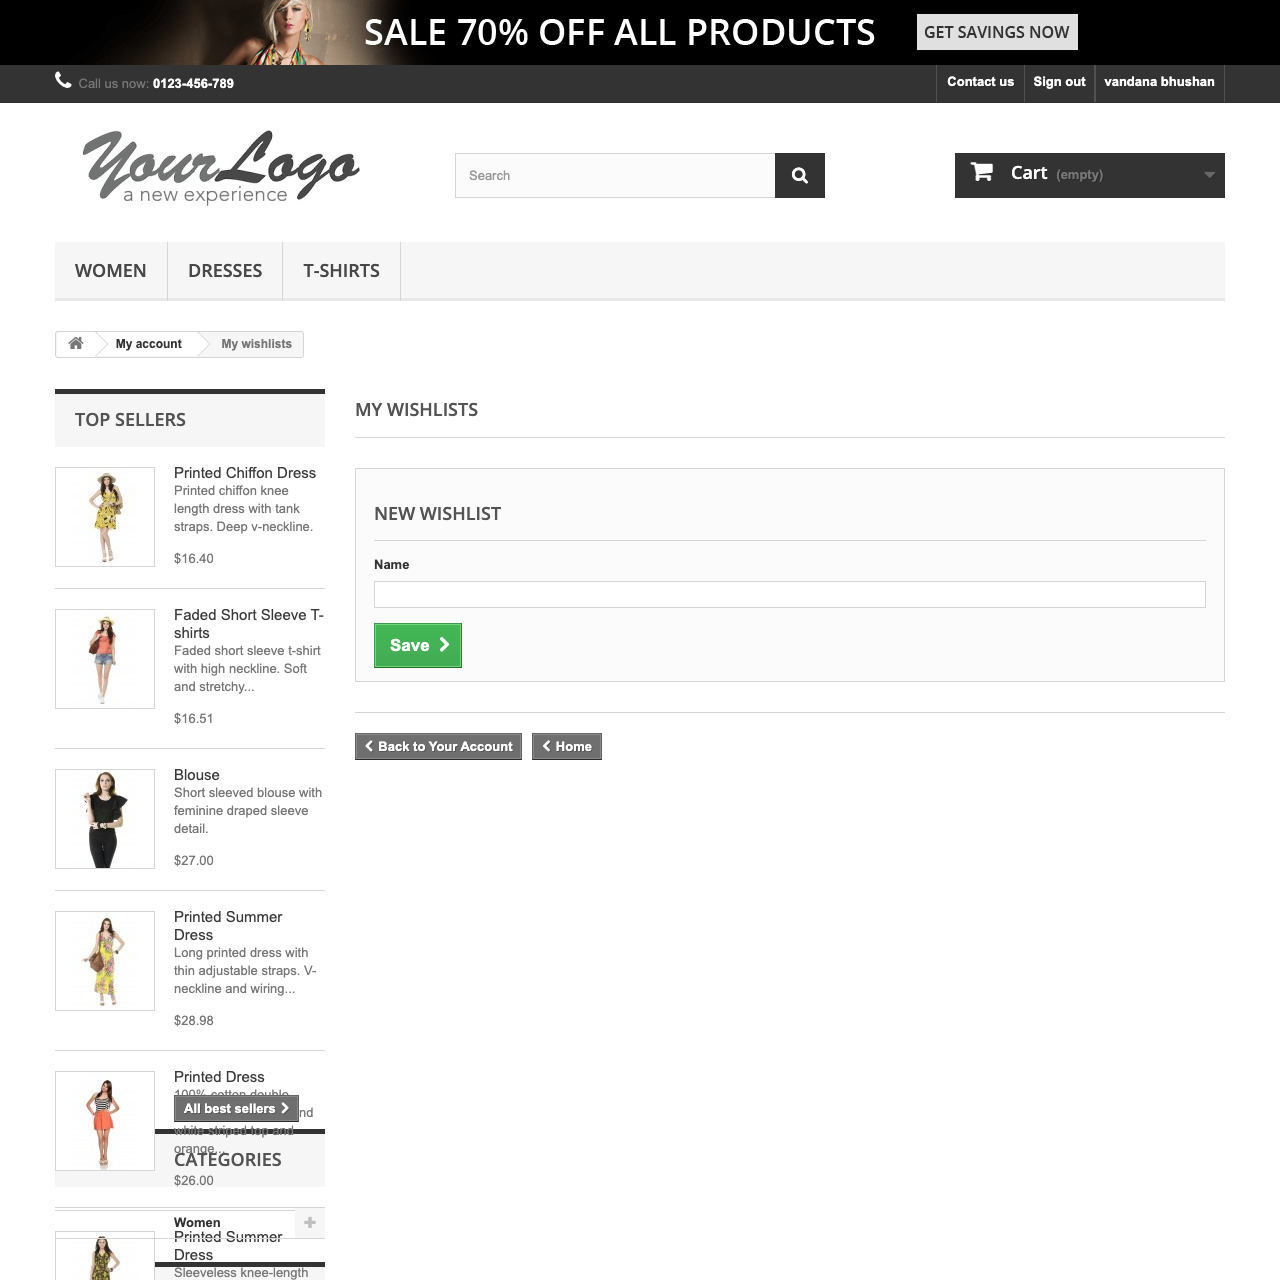 SALE 70% OFF ALL PRODUCTS
GET SAVINGS NOW
Call us now: 0123-456-789
Contact us
Sign out
vandana bhushan
YourLogo
a new experience
Search
Cart (empty)
WOMEN
DRESSES
T-SHIRTS
My account
My wishlists
TOP SELLERS
Printed Chiffon Dress
Printed chiffon knee
length dress with tank
straps. Deep v-neckline.
$16.40
Faded Short Sleeve T-
shirts
Faded short sleeve t-shirt
with high neckline. Soft
and stretchy...
$16.51
Blouse
Short sleeved blouse with
feminine draped sleeve
detail.
$27.00
Printed Summer
Dress
Long printed dress with
thin adjustable straps. V-
neckline and wiring...
$28.98
Printed Dress
100% cotton double
All best sellers
nd
white striped top and
orange...
CATEGORIES
$26.00
Women
Printed Summer
Dress
Sleeveless knee-length
MY WISHLISTS
NEW WISHLIST
Name
Save
Back to Your Account
Home